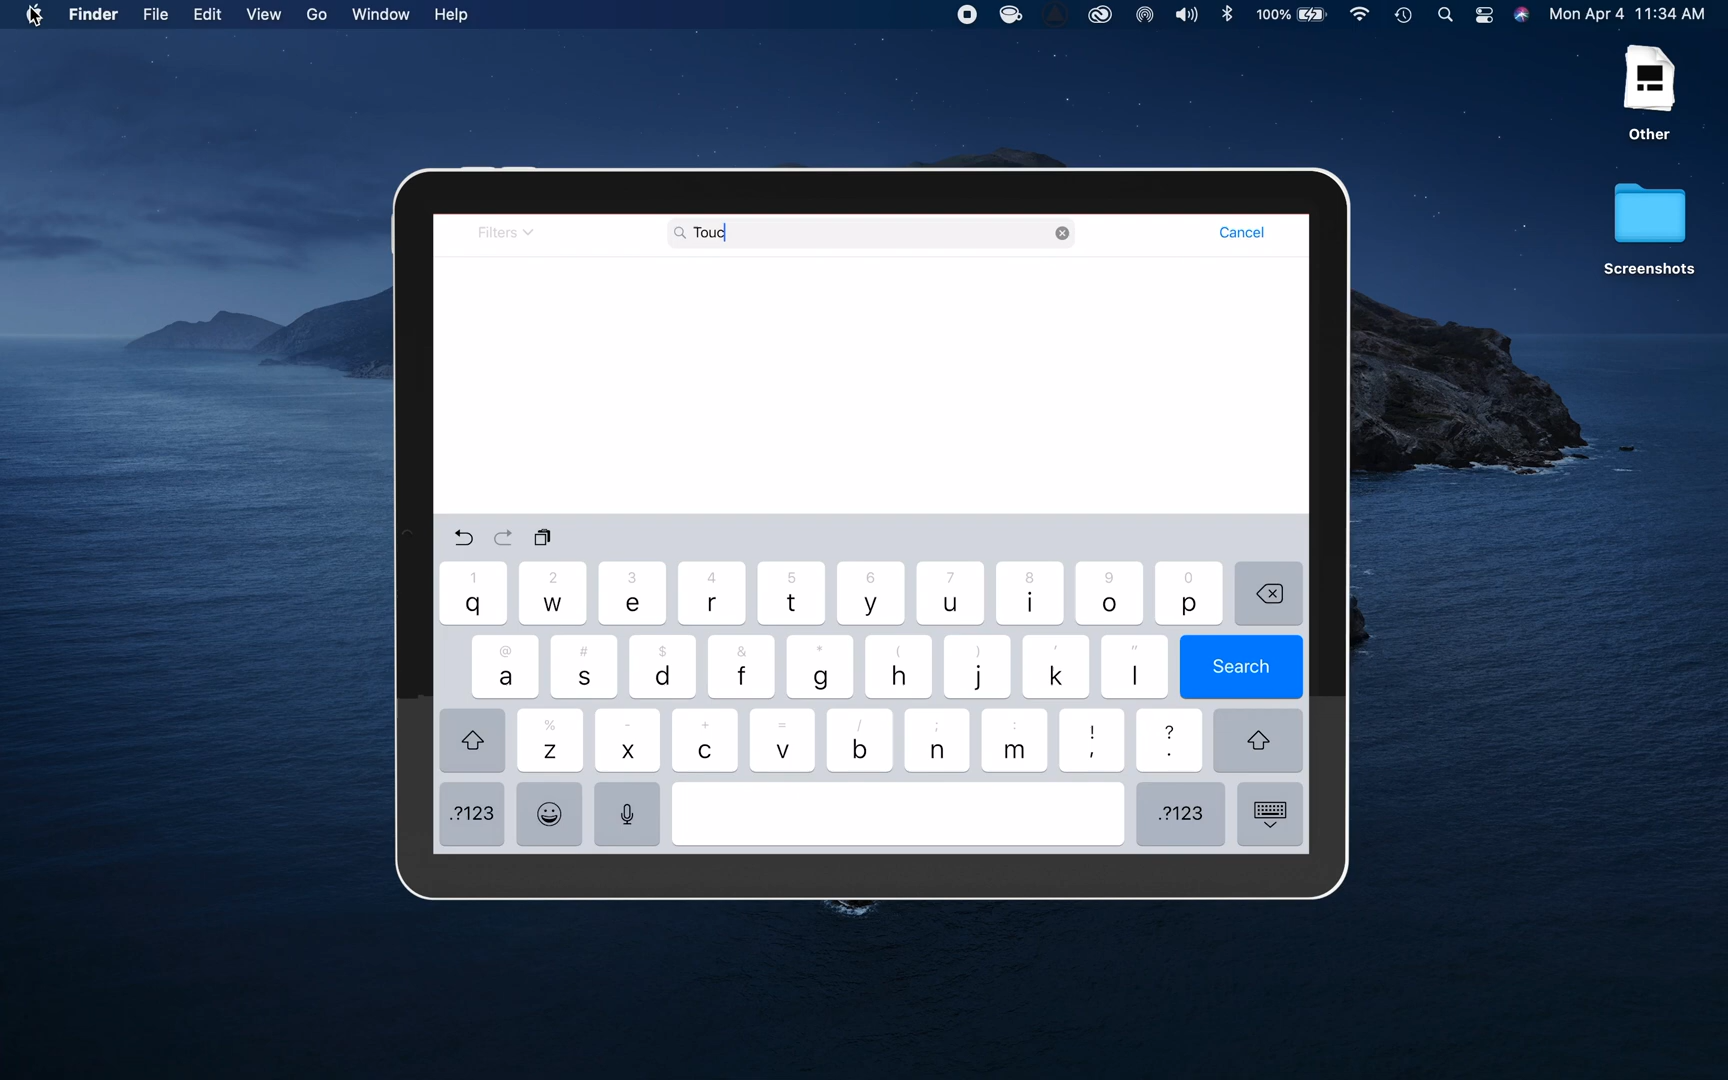 Finder File Edit View Go Window Help 100% Mon Apr 4 11:34 AM
Other
Screenshots
Filters Touc Cancel
1 2 3 4 5 6 7 8 9 0
q w e r t y u i o p
@ # $ & * ( ) ' "
a s d f g h j k l Search
% - + = / ; : ! ?
z x c v b n m , .
.?123 .?123